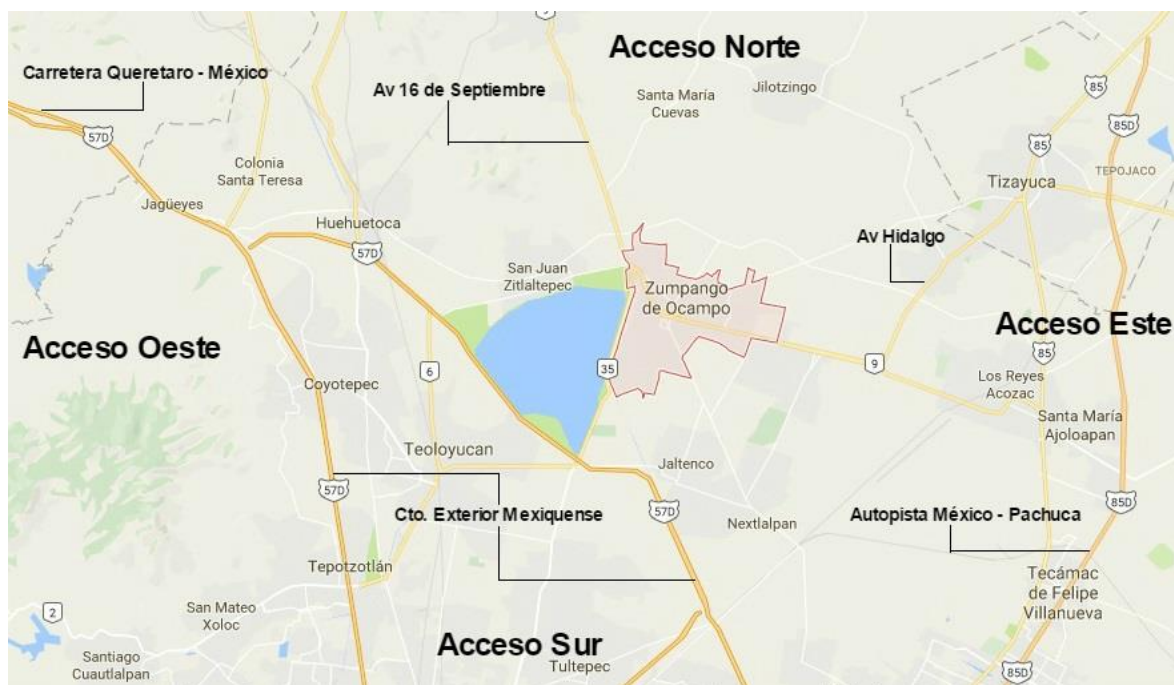 Acceso Norte
Carretera Queretaro - México
Av 16 de Septiembre
Santa María
Cuevas
Jilotzingo
85
85D
57D
Colonia
Santa Teresa
85
TEPOJACO
Tizayuca
Jagüeyes
Huehuetoca
57D
Av Hidalgo
San Juan
Zitlaltepec
Zumpango
de Ocampo
Acceso Oeste
Acceso Este
6
35
9
85
Coyotepec
Los Reyes
Acozac
Santa María
Ajoloapan
Teoloyucan
Jaltenco
57D
57D
85D
Cto. Exterior Mexiquense
Nextlalpan
Autopista México - Pachuca
Tepotzotlán
Tecámac
de Felipe
Villanueva
2
San Mateo
Xoloc
Acceso Sur
Santiago
Cuautlalpan
Tultepec
85D